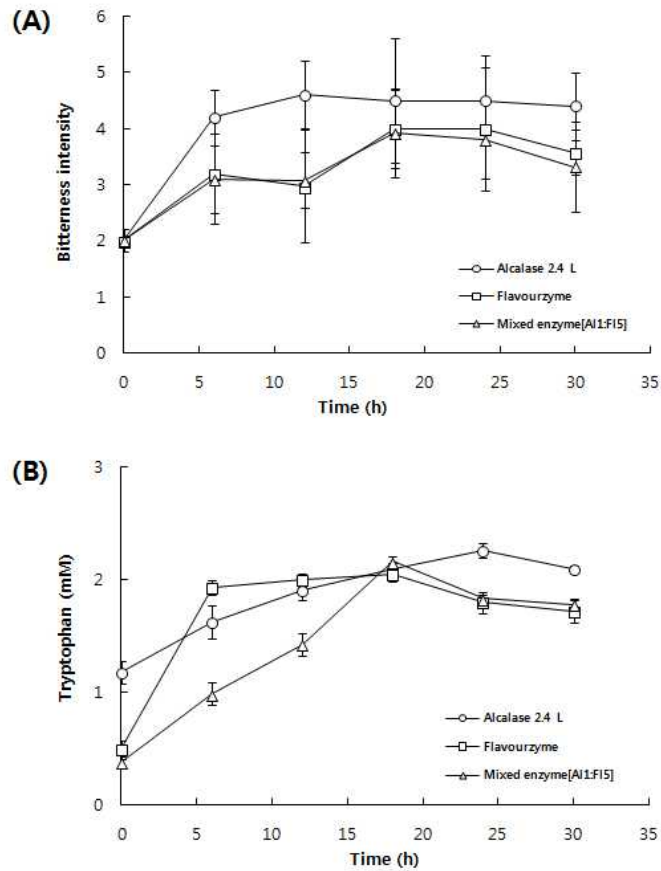 (A)
Bitterness intensity
6
5
4
3
2
1
0
0 5 10 15 20 25 30 35
Time (h)
Alcalase 2.4 L
Flavourzyme
Mixed enzyme[Al1:Fl5]
(B)
Tryptophan (mM)
3
2
1
0
0 5 10 15 20 25 30 35
Time (h)
Alcalase 2.4 L
Flavourzyme
Mixed enzyme[Al1:Fl5]